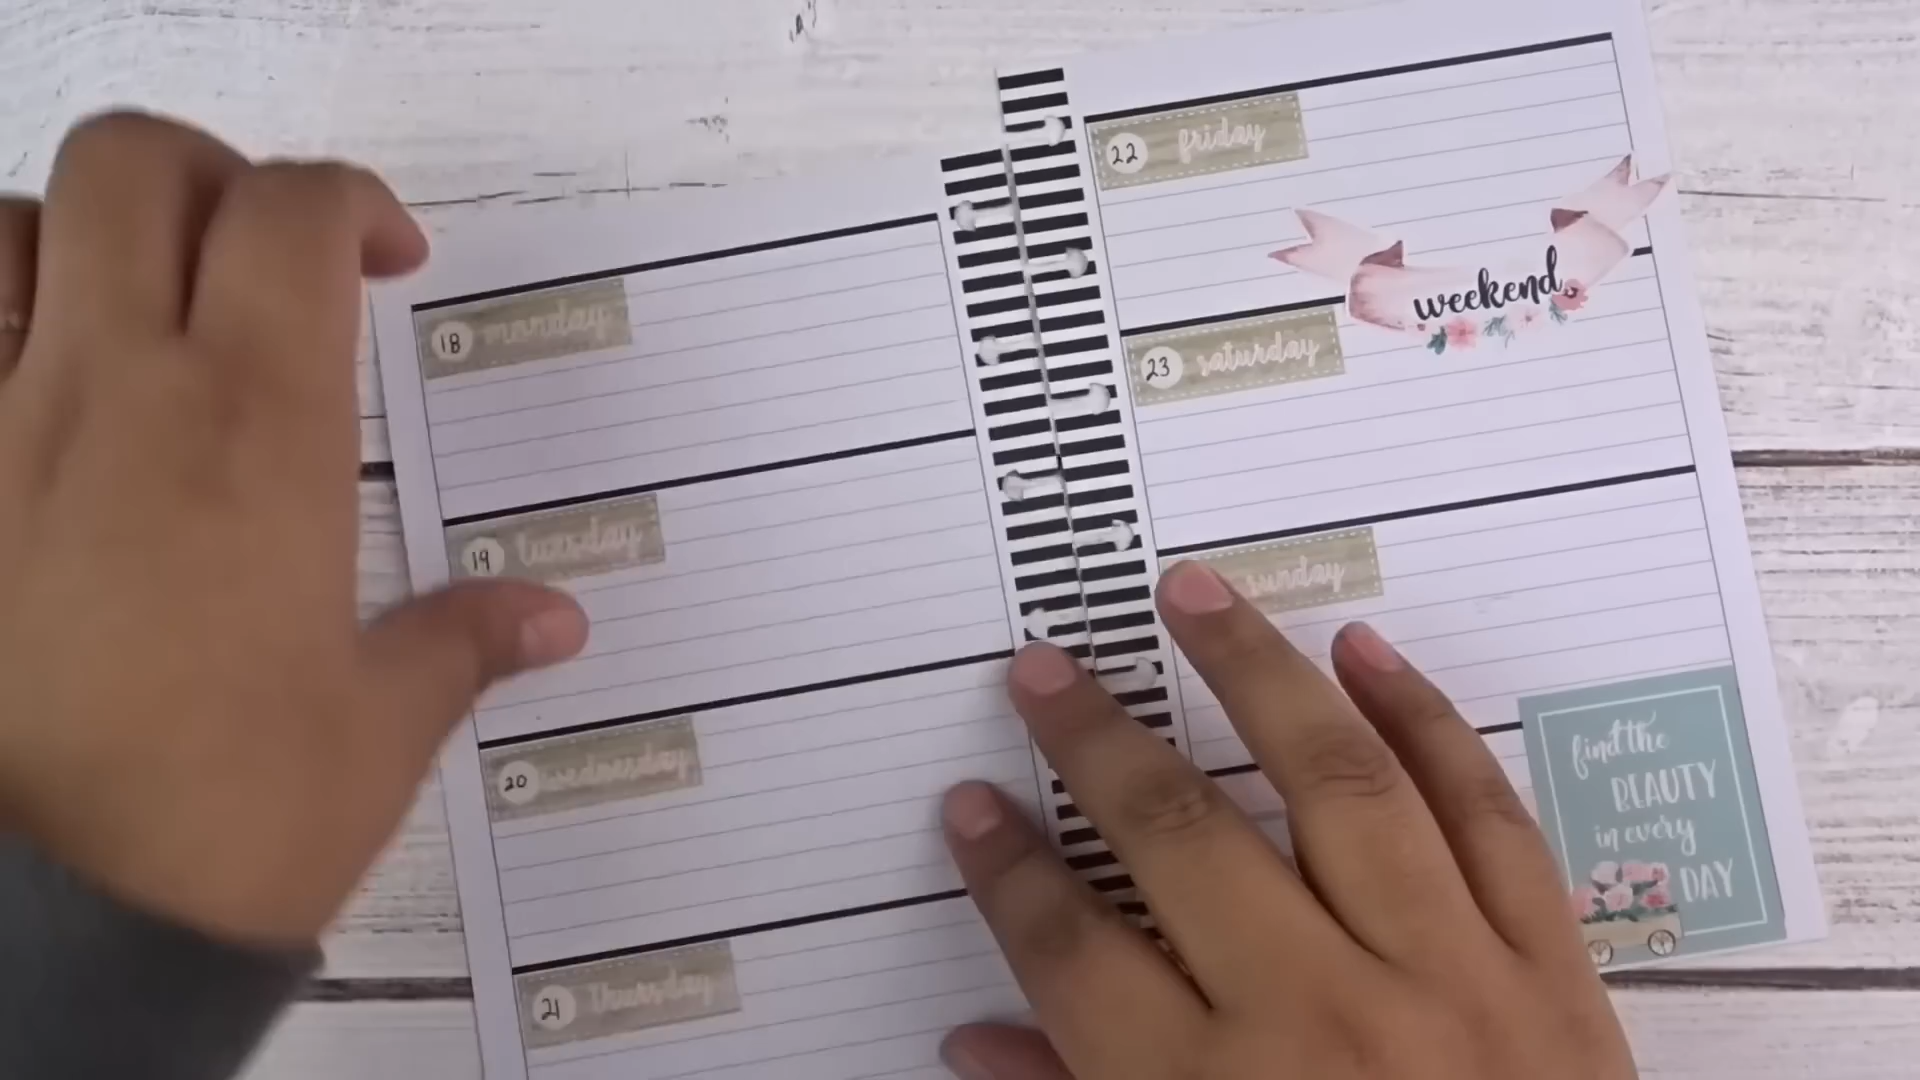 18 monday
19 tuesday
20 wednesday
21 thursday
22 friday
weekend
23 saturday
sunday
find the
BEAUTY
in every
DAY